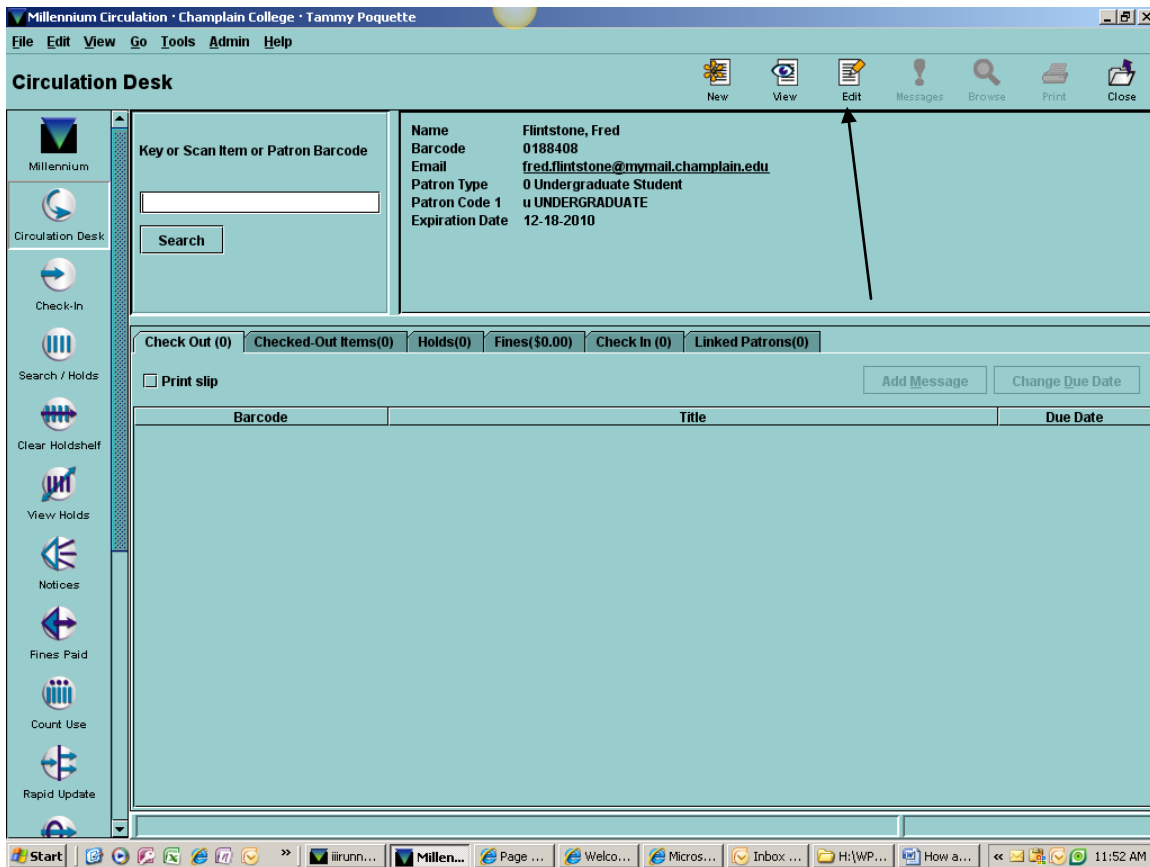 Millennium Circulation · Champlain College · Tammy Poquette
File Edit View Go Tools Admin Help
Circulation Desk
New View Edit Messages Browse Print Close
Millennium
Circulation Desk
Check-In
Search / Holds
Clear Holdshelf
View Holds
Notices
Fines Paid
Count Use
Rapid Update
Key or Scan Item or Patron Barcode
Search
Name Flintstone, Fred
Barcode 0188408
Email fred.flintstone@mymail.champlain.edu
Patron Type 0 Undergraduate Student
Patron Code 1 u UNDERGRADUATE
Expiration Date 12-18-2010
Check Out (0) Checked-Out Items(0) Holds(0) Fines($0.00) Check In (0) Linked Patrons(0)
Print slip Add Message Change Due Date
Barcode Title Due Date
Start » iiirunn... Millen... Page ... Welco... Micros... Inbox ... H:\WP... How a... « 11:52 AM